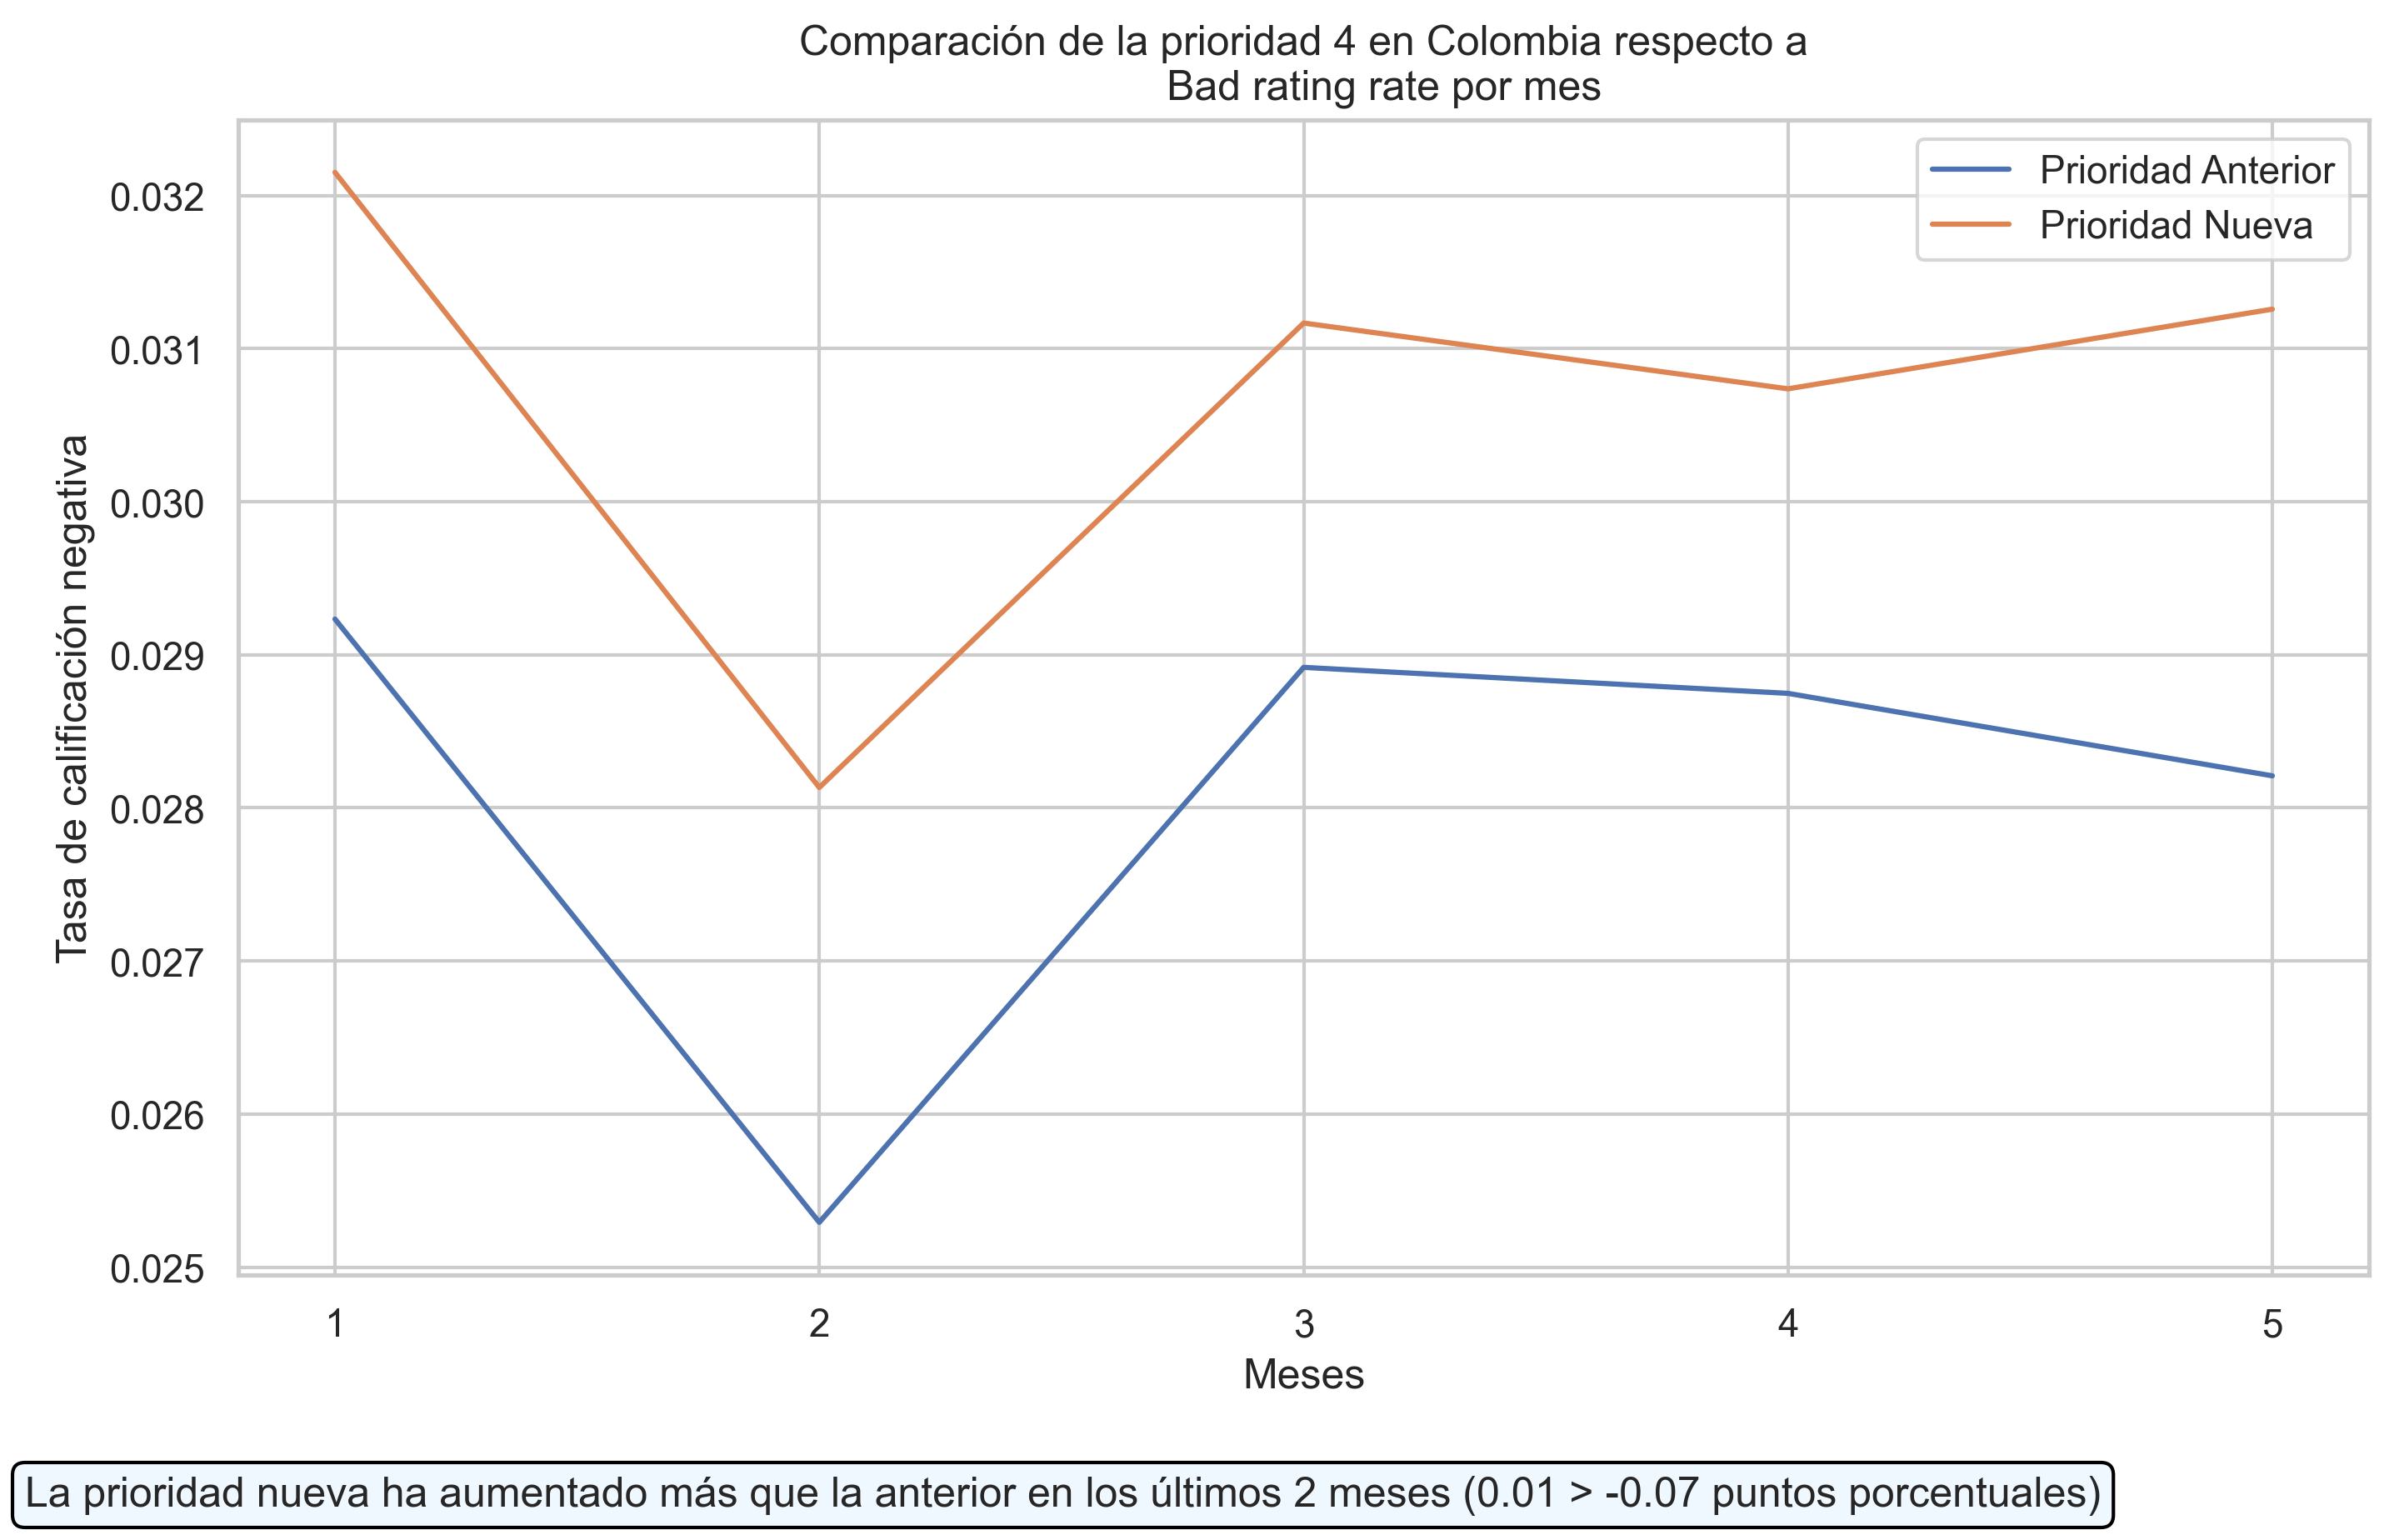 Comparación de la prioridad 4 en Colombia respecto a
Bad rating rate por mes
Prioridad Anterior
Prioridad Nueva
Tasa de calificación negativa
0.032
0.031
0.030
0.029
0.028
0.027
0.026
0.025
1 2 3 4 5
Meses
La prioridad nueva ha aumentado más que la anterior en los últimos 2 meses (0.01 > -0.07 puntos porcentuales)